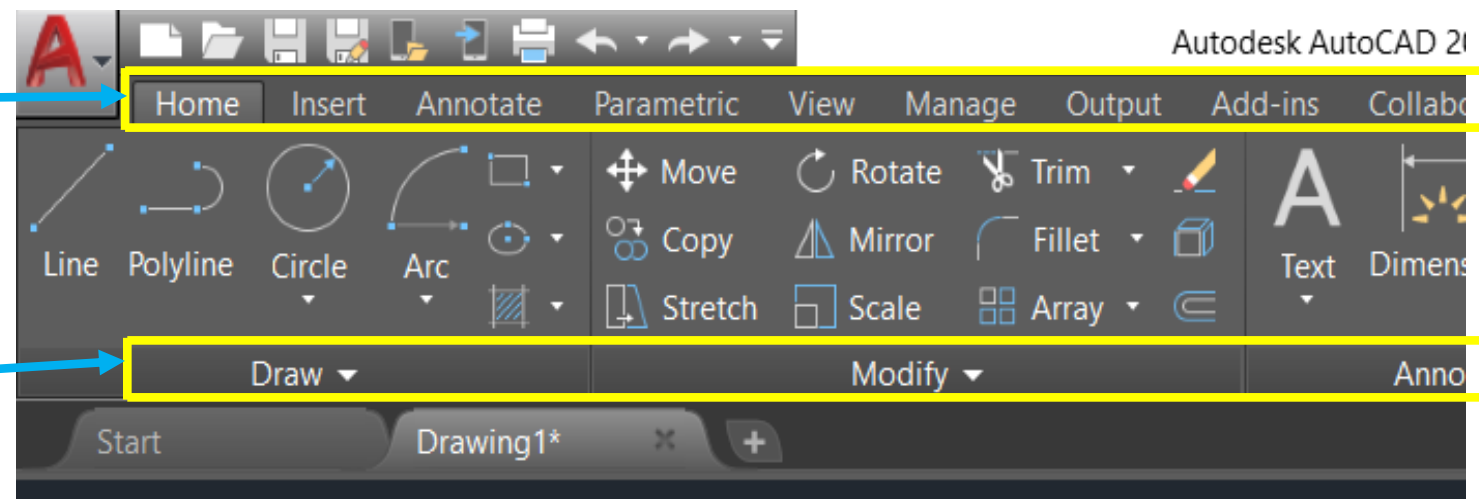 Autodesk AutoCAD 20
Home Insert Annotate Parametric View Manage Output Add-ins Collabo
Move Rotate Trim
Copy Mirror Fillet
Line Polyline Circle Arc Text Dimens
Stretch Scale Array
Draw Modify Anno
Start Drawing1*